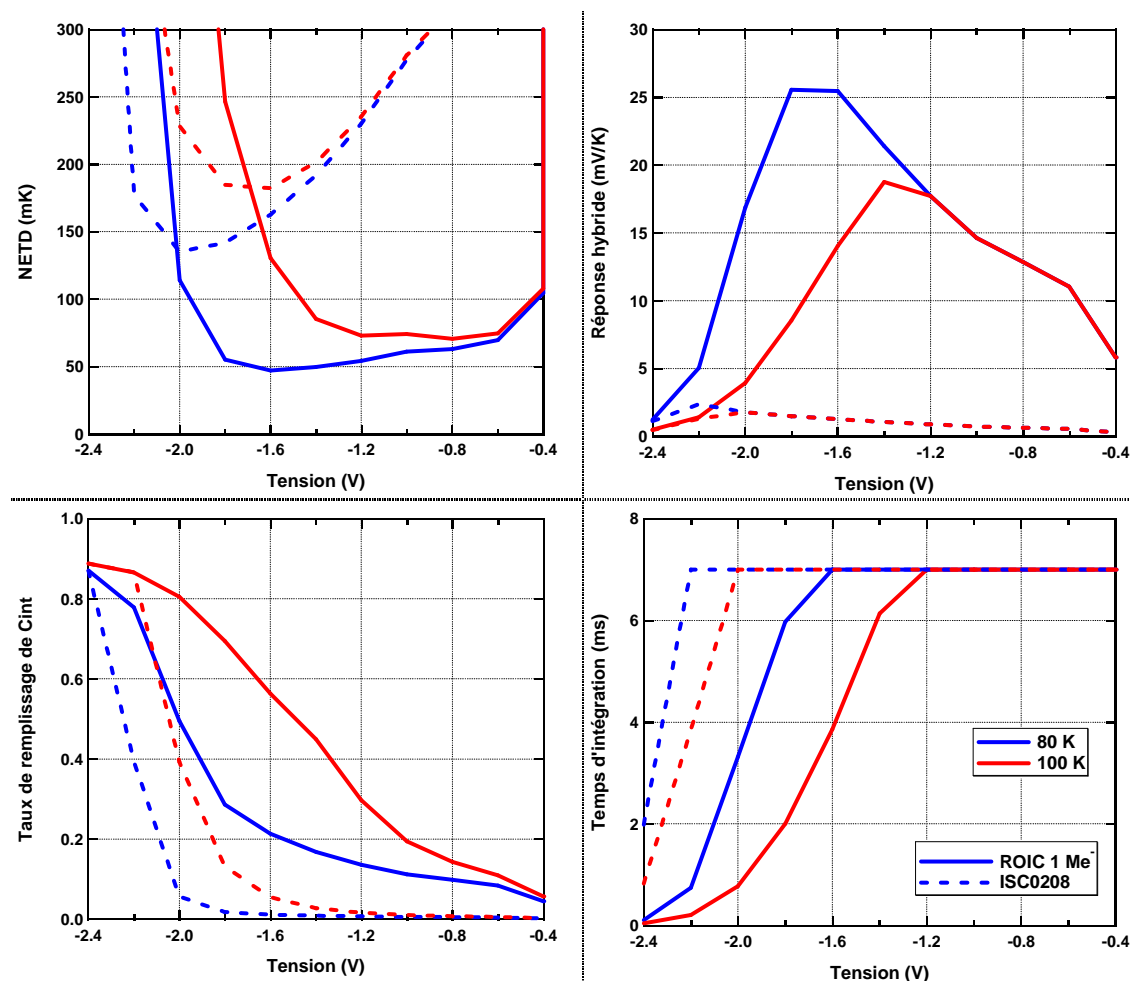 300
250
200
150
100
50
0
NETD (mK)
-2.4 -2.0 -1.6 -1.2 -0.8 -0.4
Tension (V)
30
25
20
15
10
5
0
Réponse hybride (mV/K)
-2.4 -2.0 -1.6 -1.2 -0.8 -0.4
Tension (V)
1.0
0.8
0.6
0.4
0.2
0.0
Taux de remplissage de Cint
-2.4 -2.0 -1.6 -1.2 -0.8 -0.4
Tension (V)
8
6
4
2
0
Temps d'intégration (ms)
80 K
100 K
ROIC 1 Me-
ISC0208
-2.4 -2.0 -1.6 -1.2 -0.8 -0.4
Tension (V)